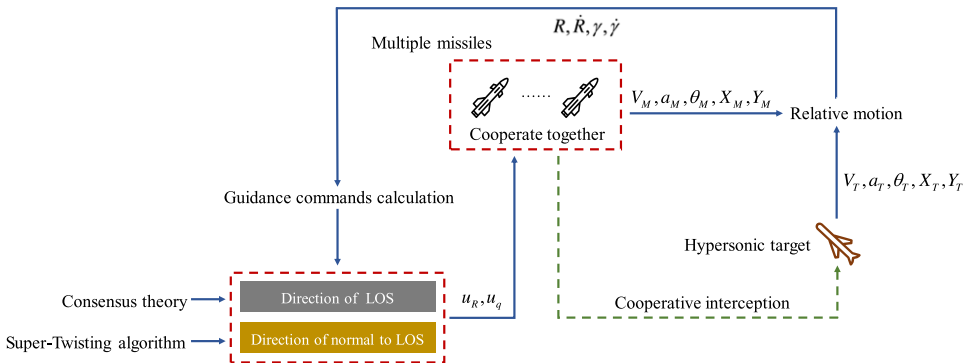 R, Ṙ, γ, γ̇
Multiple missiles
......
Cooperate together
V_M, a_M, θ_M, X_M, Y_M
Relative motion
V_T, a_T, θ_T, X_T, Y_T
Guidance commands calculation
Hypersonic target
Consensus theory
Direction of LOS
u_R, u_q
Cooperative interception
Super-Twisting algorithm
Direction of normal to LOS